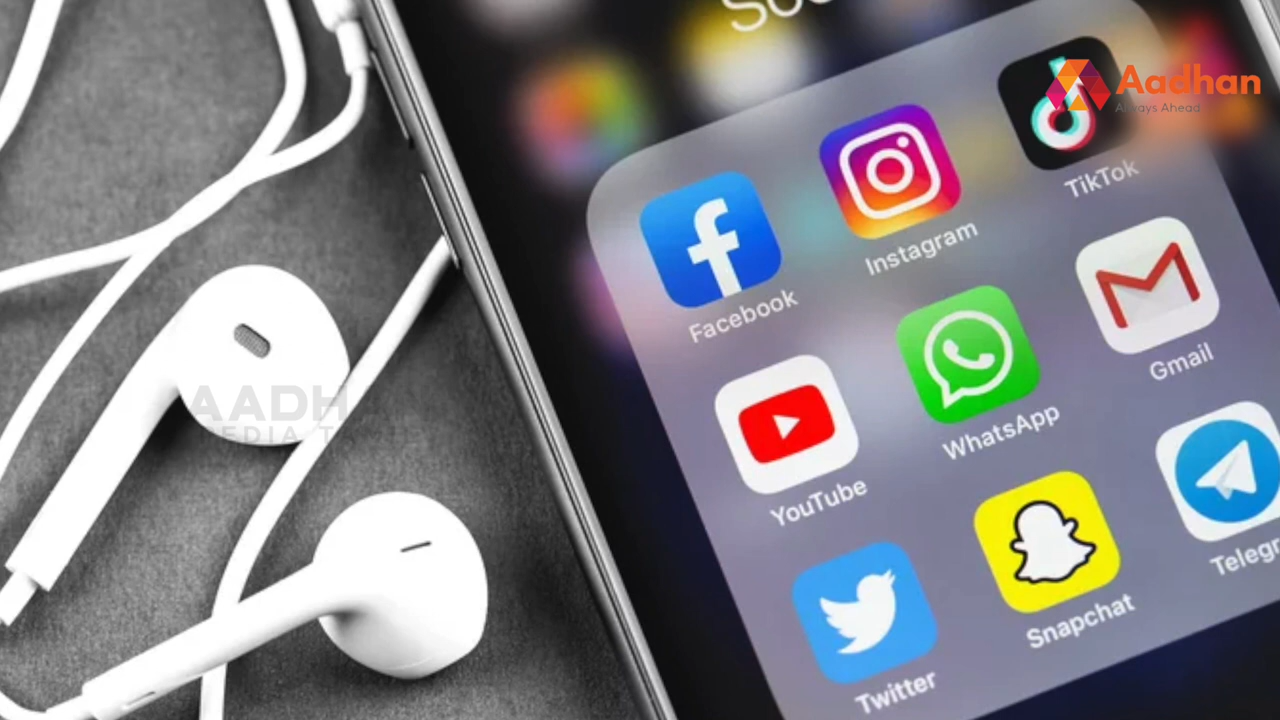 Aadhan
Always Ahead
Facebook
Instagram
TikTok
YouTube
WhatsApp
Gmail
Twitter
Snapchat